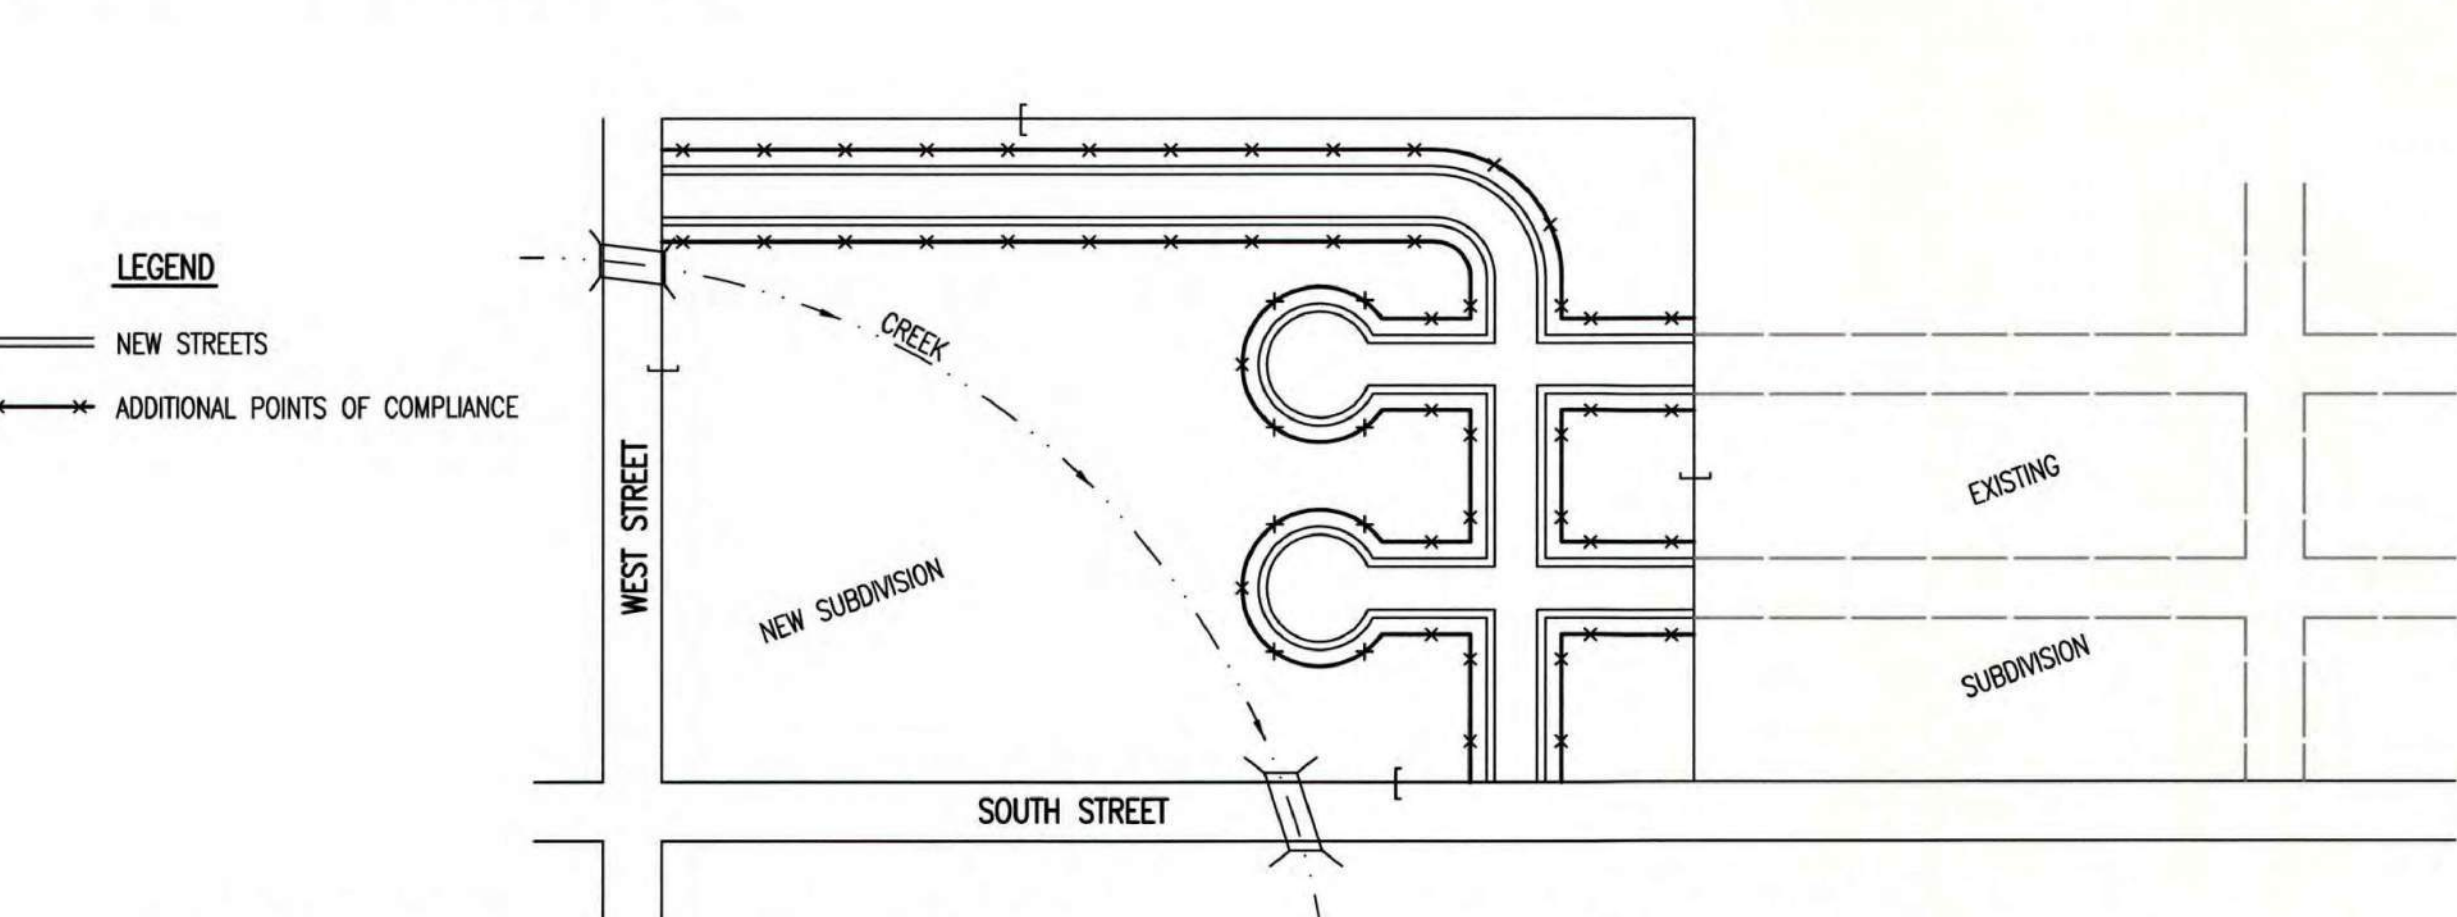 LEGEND
NEW STREETS
ADDITIONAL POINTS OF COMPLIANCE
CREEK
WEST STREET
NEW SUBDIVISION
EXISTING
SUBDIVISION
SOUTH STREET